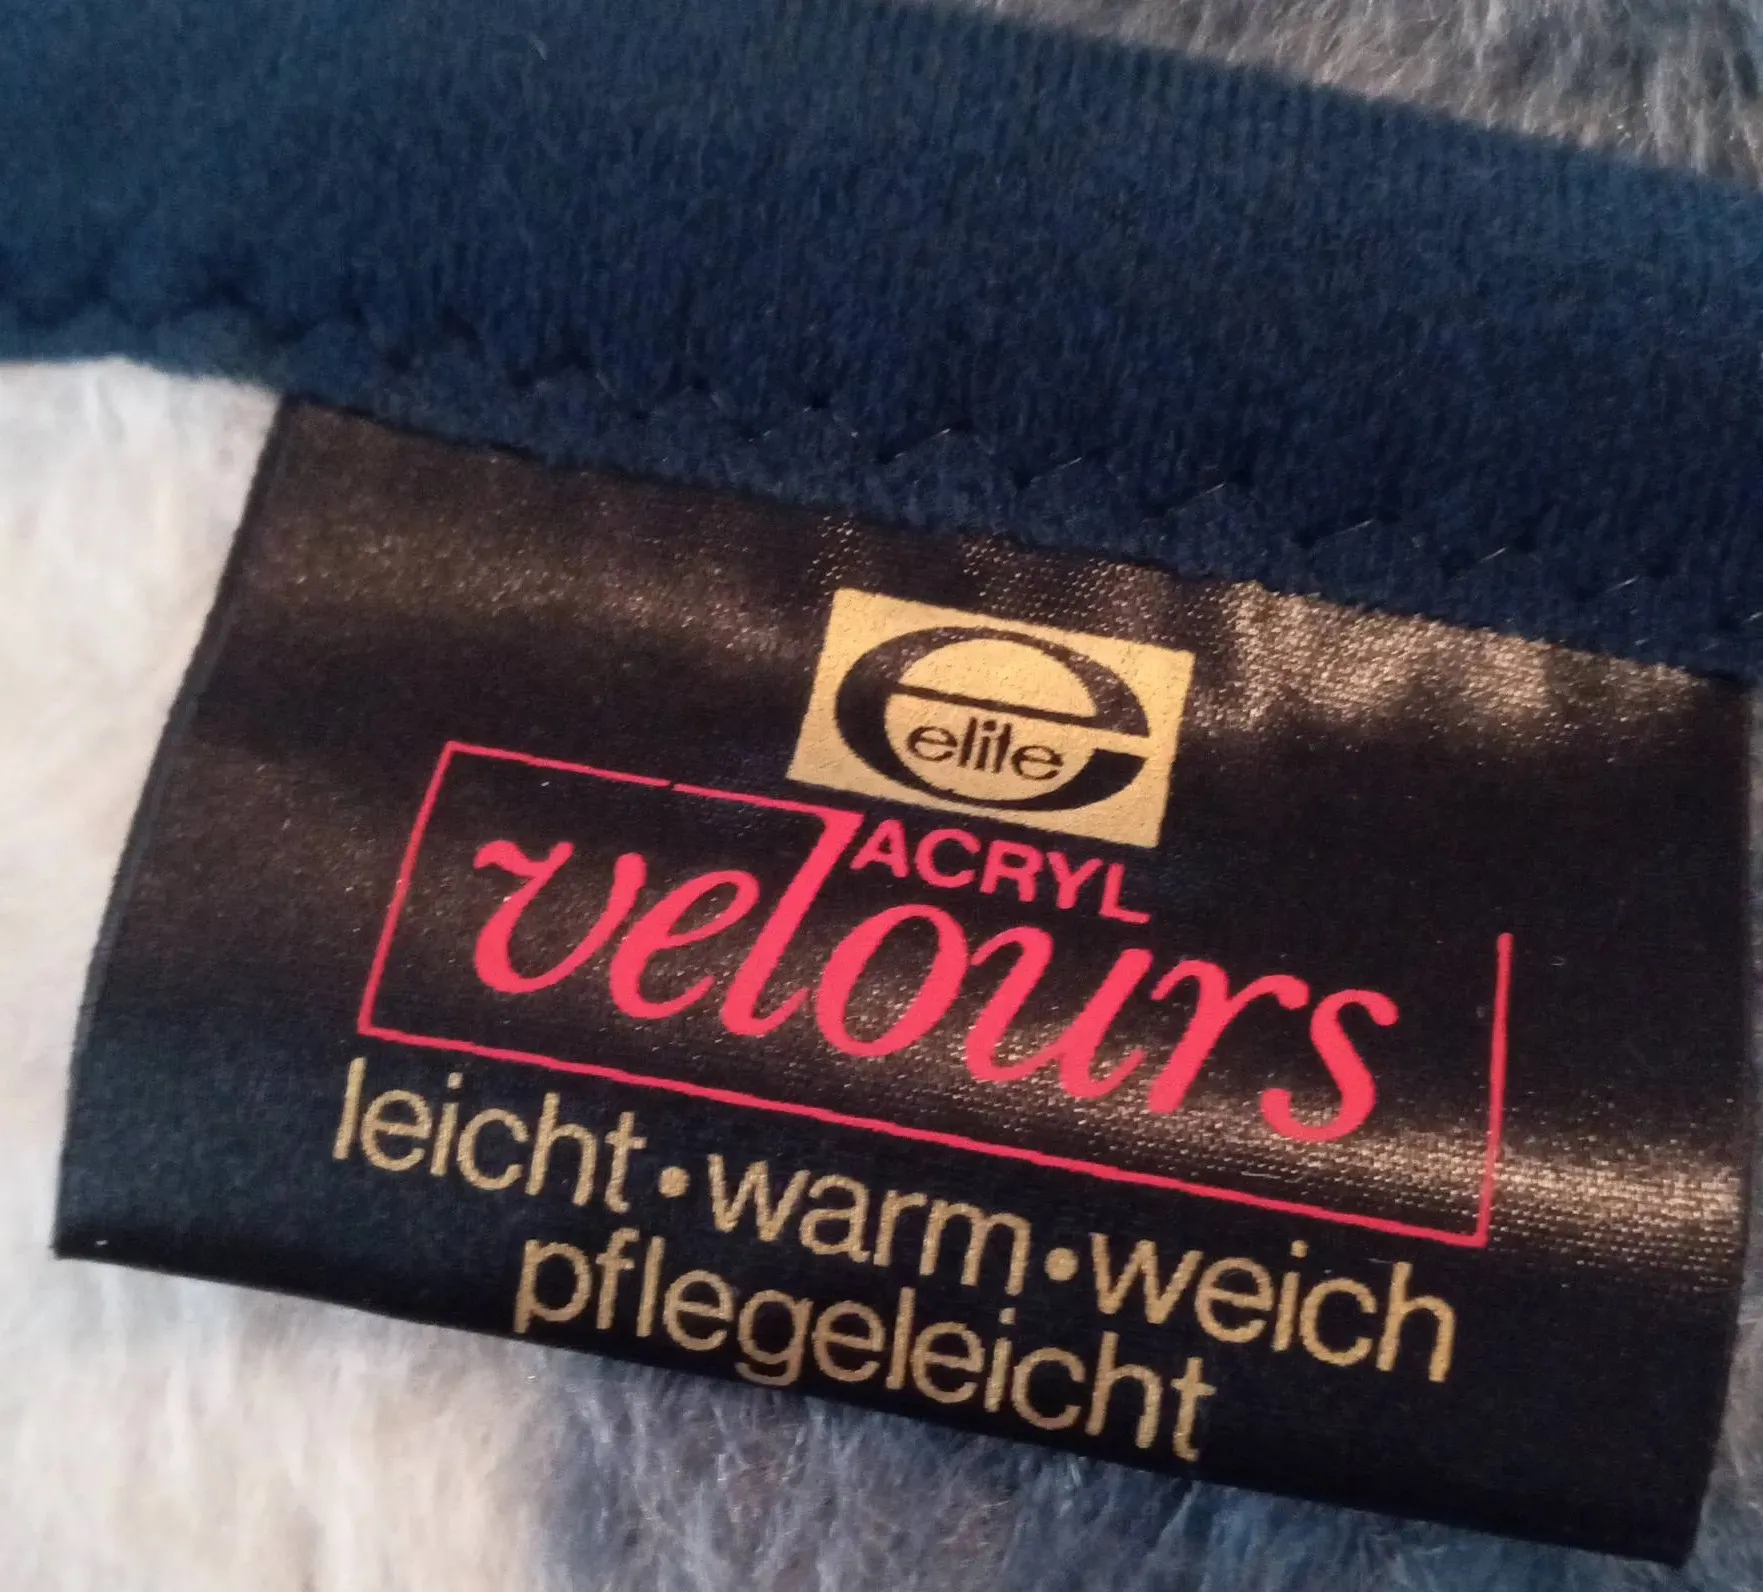 e
elite
ACRYL
velours
leicht•warm•weich
pflegeleicht